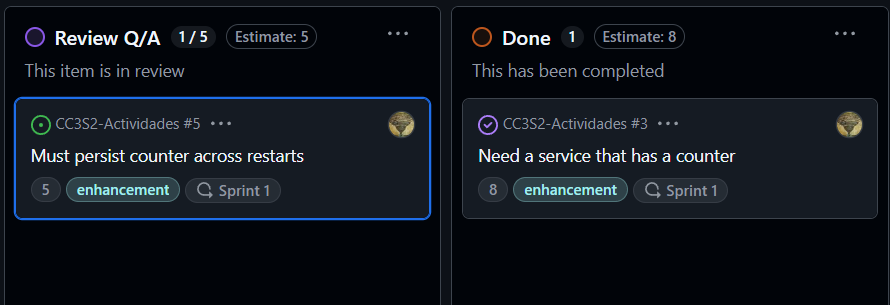 Review Q/A 1 / 5 Estimate: 5
This item is in review
CC3S2-Actividades #5
Must persist counter across restarts
5 enhancement Sprint 1
Done 1 Estimate: 8
This has been completed
CC3S2-Actividades #3
Need a service that has a counter
8 enhancement Sprint 1